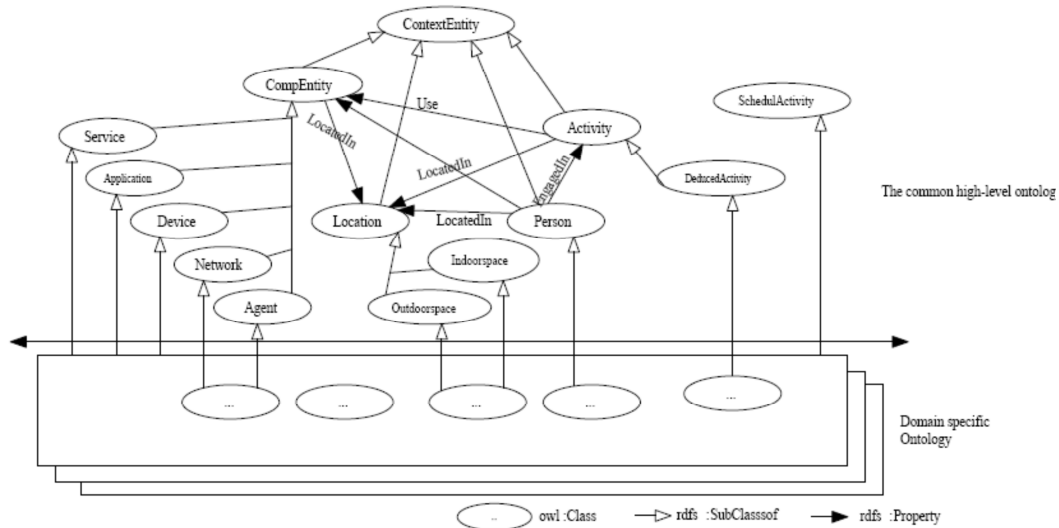 ContextEntity
CompEntity
SchedulActivity
Use
Service
LocatedIn
Activity
Application
LocatedIn
EngagedIn
DeducedActivity
The common high-level ontolog
Device
Location
LocatedIn
Person
Network
Indoorspace
Agent
Outdoorspace
...
...
...
...
...
Domain specific
Ontology
... owl :Class
rdfs :SubClasssof
rdfs :Property